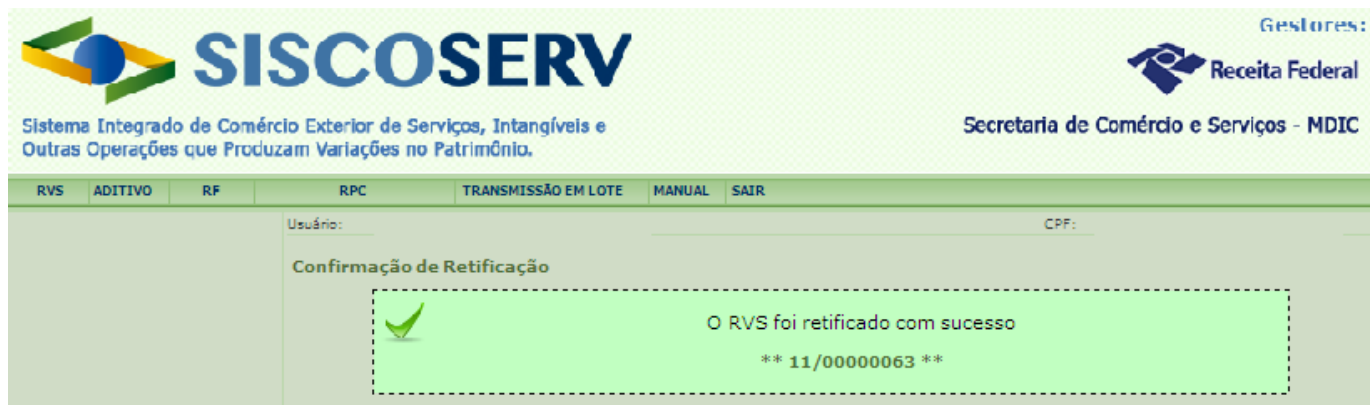 Gestores:
SISCOSERV
Receita Federal
Sistema Integrado de Comércio Exterior de Serviços, Intangíveis e
Outras Operações que Produzam Variações no Patrimônio.
Secretaria de Comércio e Serviços - MDIC
RVS ADITIVO RF RPC TRANSMISSÃO EM LOTE MANUAL SAIR
Usuário: CPF:
Confirmação de Retificação
O RVS foi retificado com sucesso
** 11/00000063 **